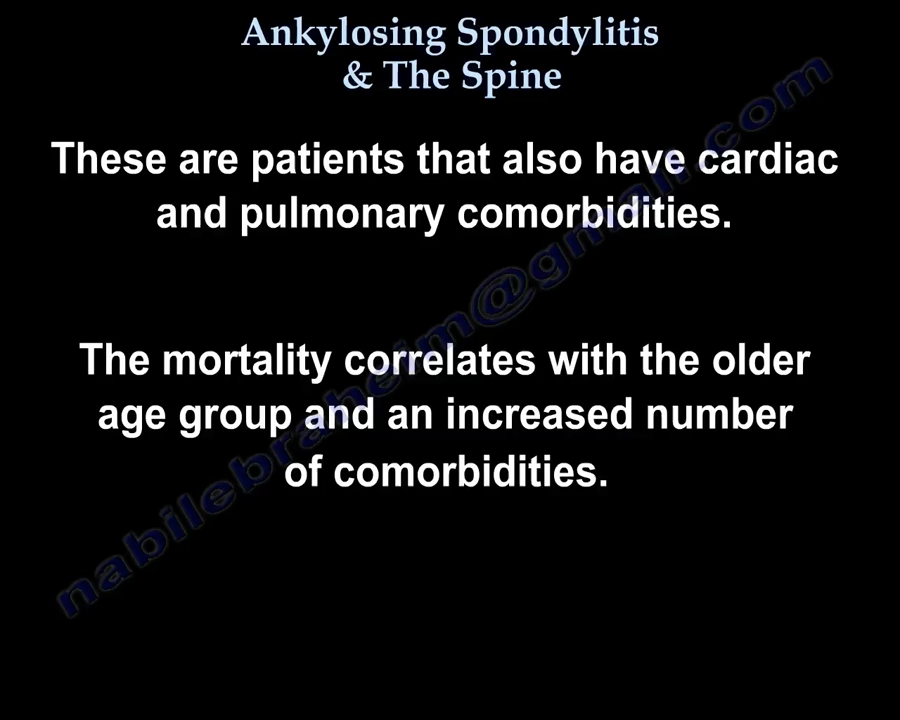 Ankylosing Spondylitis
& The Spine
These are patients that also have cardiac
and pulmonary comorbidities.
The mortality correlates with the older
age group and an increased number
of comorbidities.
nabilebraheim@gmail.com